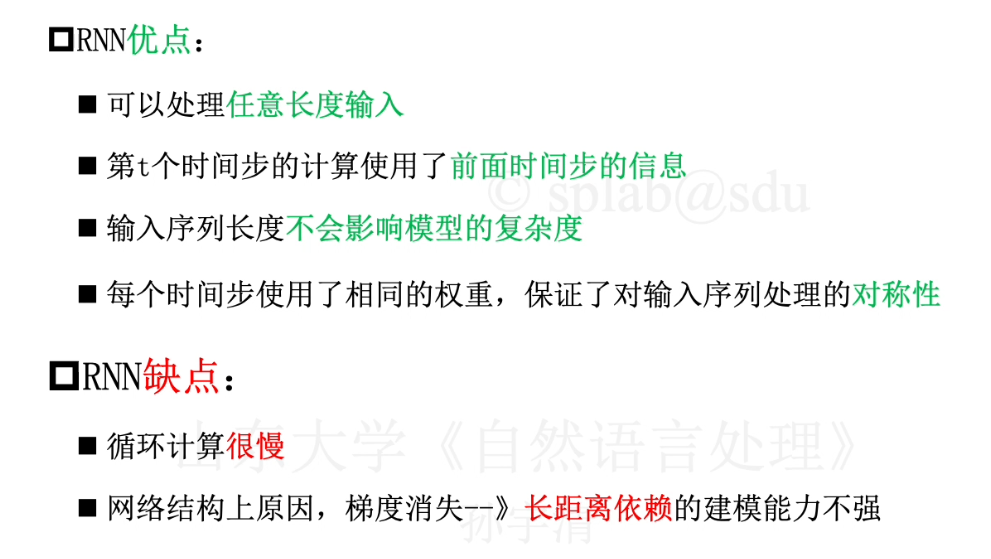 RNN优点：
可以处理任意长度输入
第t个时间步的计算使用了前面时间步的信息
© splab@sdu
输入序列长度不会影响模型的复杂度
每个时间步使用了相同的权重，保证了对输入序列处理的对称性
RNN缺点：
循环计算很慢
山东大学《自然语言处理》
网络结构上原因，梯度消失--》长距离依赖的建模能力不强
孙宇清